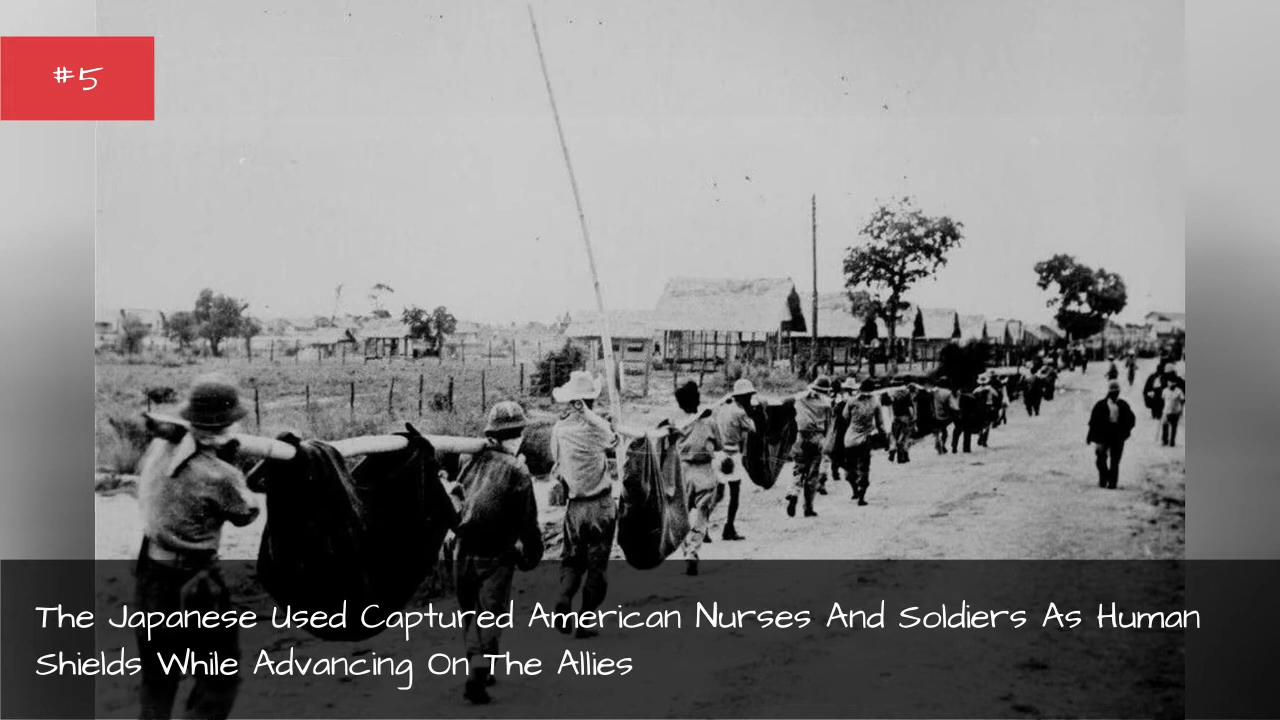 #5
The Japanese Used Captured American Nurses And Soldiers As Human
Shields While Advancing On The Allies